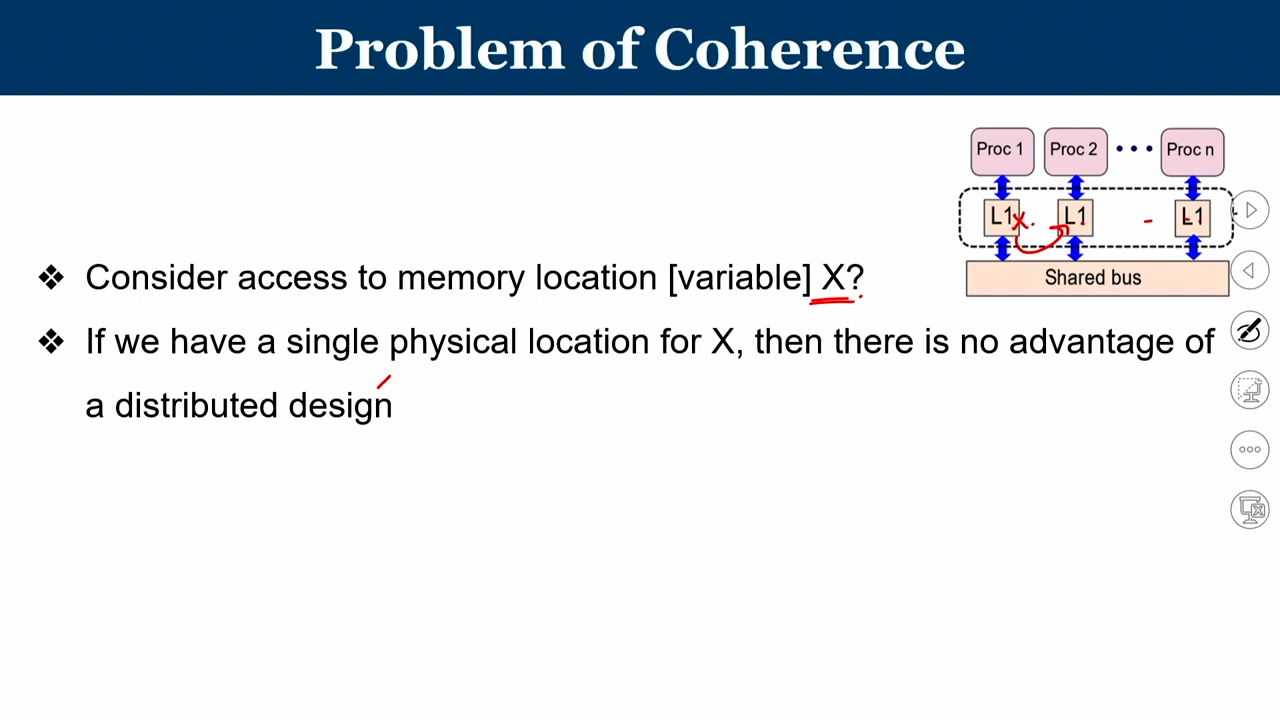 Problem of Coherence
Proc 1 Proc 2 • • • Proc n
L1 X L1 L1
Shared bus
❖ Consider access to memory location [variable] X?
❖ If we have a single physical location for X, then there is no advantage of
a distributed design